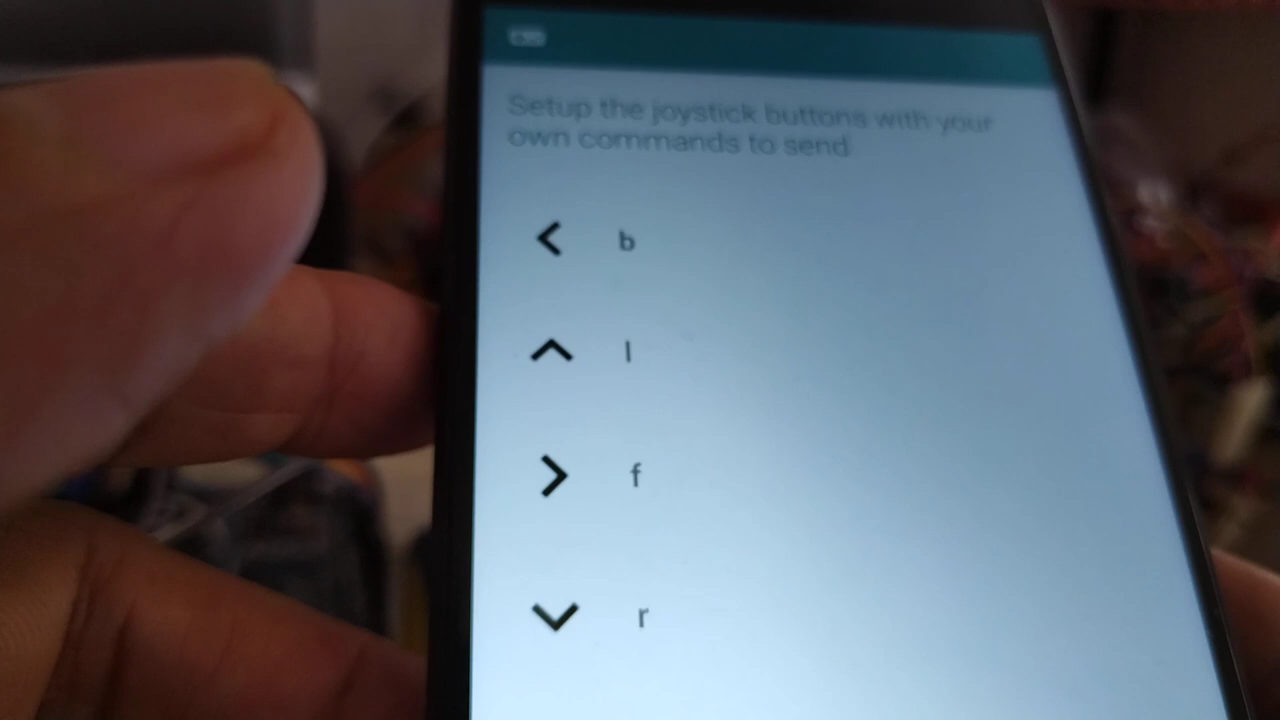 Setup the joystick buttons with your
own commands to send
b
l
f
r